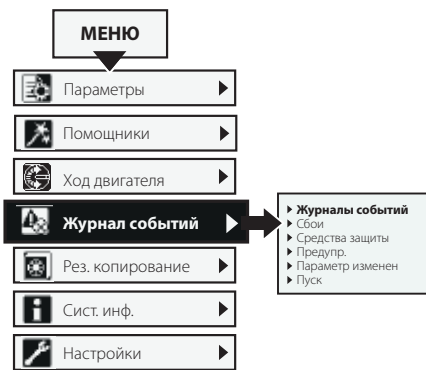 МЕНЮ
Параметры
Помощники
Ход двигателя
Журнал событий
Журналы событий
Сбои
Средства защиты
Предупр.
Параметр изменен
Пуск
Рез. копирование
Сист. инф.
Настройки